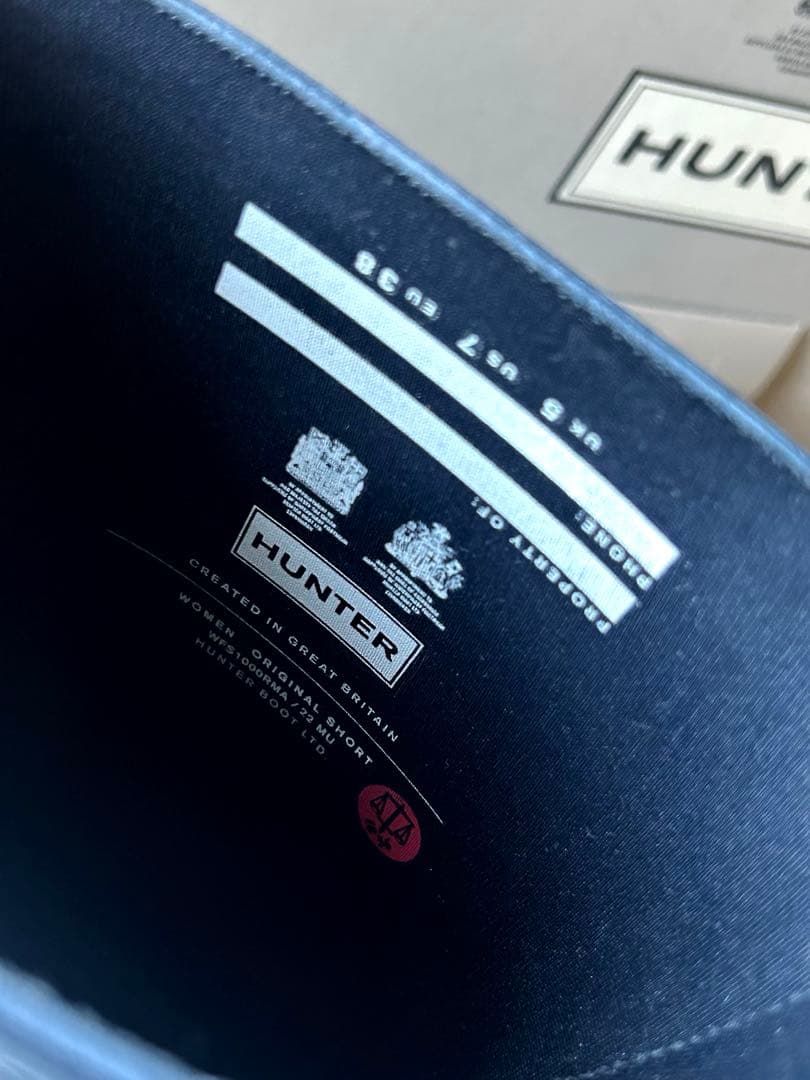 HUN
UK 5 US 7 EU 38
PHONE:
PROPERTY OF:
HUNTER
CREATED IN GREAT BRITAIN
WOMEN ORIGINAL SHORT
WFS1000RMA / 22 MU
HUNTER BOOT LTD.